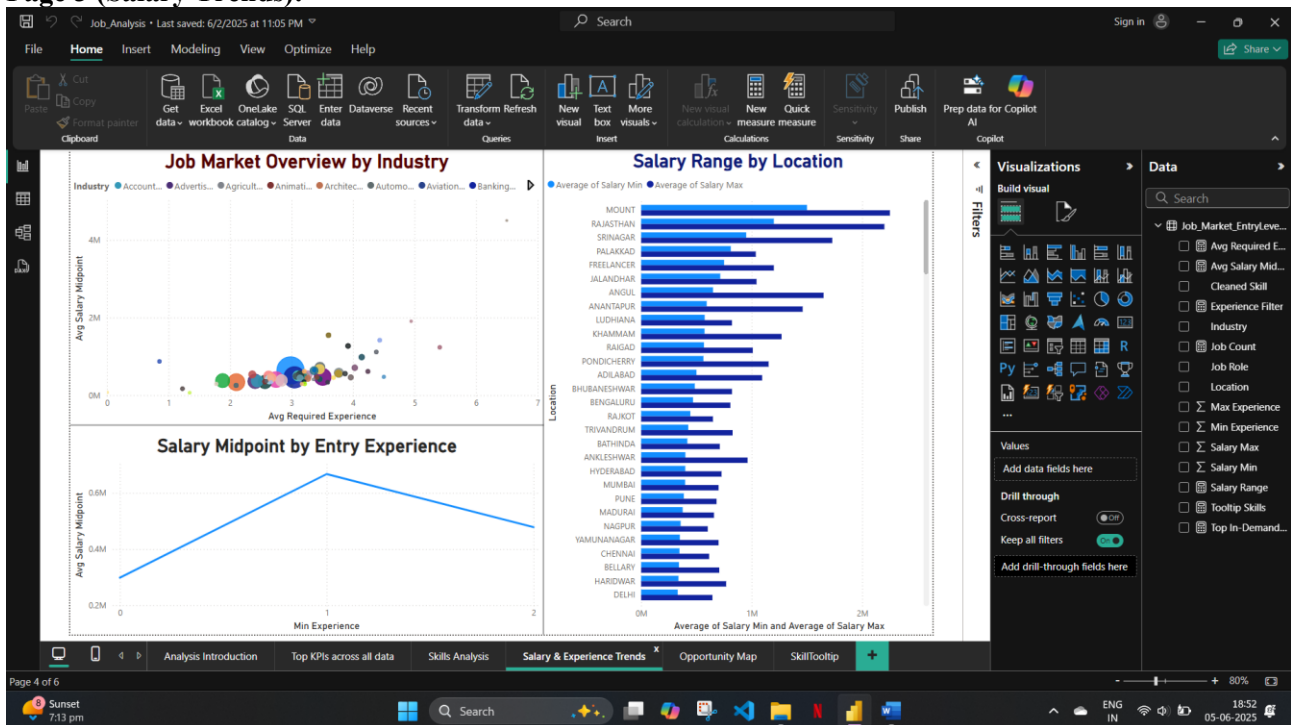 Page 3 (Salary Trends):
Job_Analysis • Last saved: 6/2/2025 at 11:05 PM
Search
Sign in
File Home Insert Modeling View Optimize Help
Share
Paste
Cut
Copy
Format painter
Clipboard
Get data
Excel workbook
OneLake catalog
SQL Server
Enter data
Dataverse
Recent sources
Data
Transform data
Refresh
Queries
New visual
Text box
More visuals
Insert
New visual calculation
New measure
Quick measure
Calculations
Sensitivity
Sensitivity
Publish
Share
Prep data for Copilot AI
Copilot
Job Market Overview by Industry
Industry Account... Advertis... Agricult... Animati... Architec... Automo... Aviation... Banking...
Avg Salary Midpoint
4M
2M
0M
0 1 2 3 4 5 6 7
Avg Required Experience
Salary Midpoint by Entry Experience
Avg Salary Midpoint
0.6M
0.4M
0.2M
0 1 2
Min Experience
Salary Range by Location
Average of Salary Min Average of Salary Max
Location
MOUNT
RAJASTHAN
SRINAGAR
PALAKKAD
FREELANCER
JALANDHAR
ANGUL
ANANTAPUR
LUDHIANA
KHAMMAM
RAIGAD
PONDICHERRY
ADILABAD
BHUBANESHWAR
BENGALURU
RAJKOT
TRIVANDRUM
BATHINDA
ANKLESHWAR
HYDERABAD
MUMBAI
PUNE
MADURAI
NAGPUR
YAMUNANAGAR
CHENNAI
BELLARY
HARIDWAR
DELHI
0M 1M 2M
Average of Salary Min and Average of Salary Max
Filters
Visualizations
Build visual
R
Py
123
...
Values
Add data fields here
Drill through
Cross-report
Off
Keep all filters
On
Add drill-through fields here
Data
Search
Job_Market_EntryLeve...
Avg Required E...
Avg Salary Mid...
Cleaned Skill
Experience Filter
Industry
Job Count
Job Role
Location
Max Experience
Min Experience
Salary Max
Salary Min
Salary Range
Tooltip Skills
Top In-Demand...
Analysis Introduction
Top KPIs across all data
Skills Analysis
Salary & Experience Trends
Opportunity Map
SkillTooltip
Page 4 of 6
80%
8
Sunset
7:13 pm
Search
ENG
IN
18:52
05-06-2025